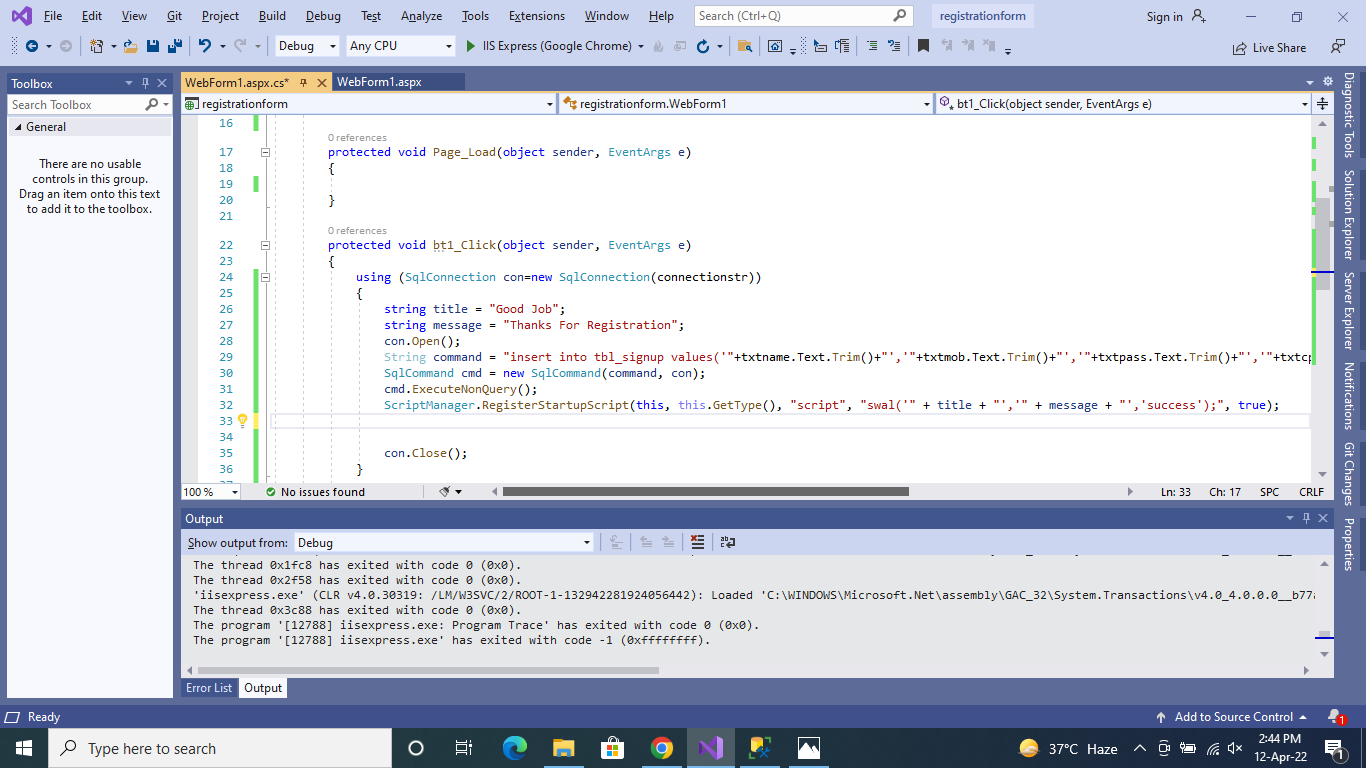 File Edit View Git Project Build Debug Test Analyze Tools Extensions Window Help Search (Ctrl+Q) registrationform Sign in
Debug Any CPU IIS Express (Google Chrome) Live Share
Toolbox
Search Toolbox
General
There are no usable
controls in this group.
Drag an item onto this text
to add it to the toolbox.
WebForm1.aspx.cs* WebForm1.aspx
registrationform registrationform.WebForm1 bt1_Click(object sender, EventArgs e)
16
0 references
17 protected void Page_Load(object sender, EventArgs e)
18 {
19
20 }
21
0 references
22 protected void bt1_Click(object sender, EventArgs e)
23 {
24 using (SqlConnection con=new SqlConnection(connectionstr))
25 {
26 string title = "Good Job";
27 string message = "Thanks For Registration";
28 con.Open();
29 String command = "insert into tbl_signup values('"+txtname.Text.Trim()+"','"+txtmob.Text.Trim()+"','"+txtpass.Text.Trim()+"','"+txtcp
30 SqlCommand cmd = new SqlCommand(command, con);
31 cmd.ExecuteNonQuery();
32 ScriptManager.RegisterStartupScript(this, this.GetType(), "script", "swal('" + title + "','" + message + "','success');", true);
33
34
35 con.Close();
36 }
100 % No issues found Ln: 33 Ch: 17 SPC CRLF
Output
Show output from: Debug
The thread 0x1fc8 has exited with code 0 (0x0).
The thread 0x2f58 has exited with code 0 (0x0).
'iisexpress.exe' (CLR v4.0.30319: /LM/W3SVC/2/ROOT-1-132942281924056442): Loaded 'C:\WINDOWS\Microsoft.Net\assembly\GAC_32\System.Transactions\v4.0_4.0.0.0__b77a
The thread 0x3c88 has exited with code 0 (0x0).
The program '[12788] iisexpress.exe: Program Trace' has exited with code 0 (0x0).
The program '[12788] iisexpress.exe' has exited with code -1 (0xffffffff).
Error List Output
Diagnostic Tools
Solution Explorer
Server Explorer
Notifications
Git Changes
Properties
Ready Add to Source Control 1
Type here to search 37°C Haze 2:44 PM
12-Apr-22 1